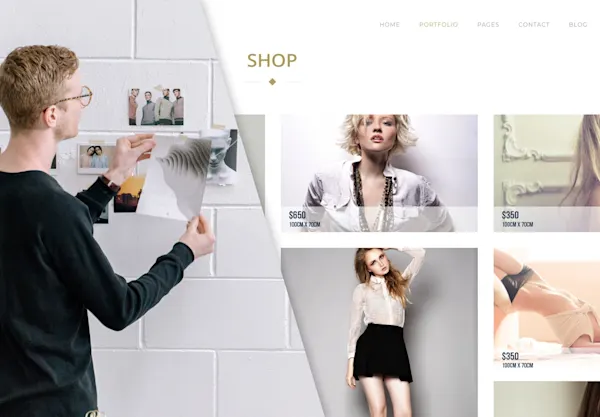 HOME PORTFOLIO PAGES CONTACT BLOG
SHOP
$650
100CM X 70CM
$350
100CM X 70CM
$350
100CM X 70CM